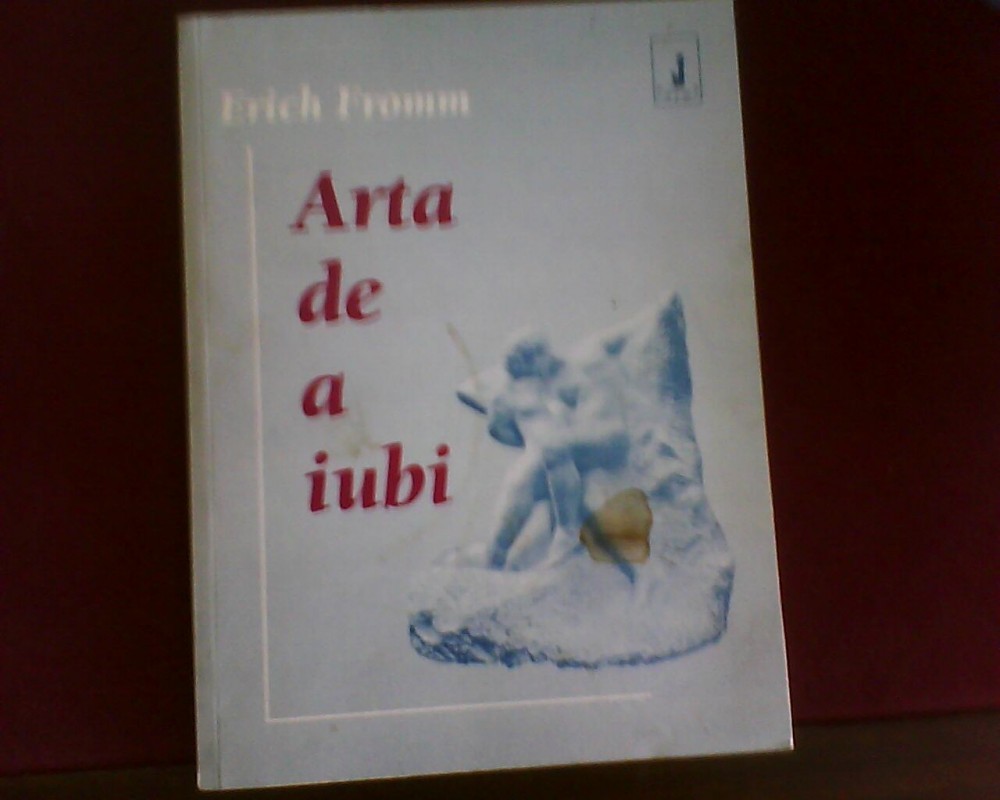 Erich Fromm
J
Arta
de
a
iubi